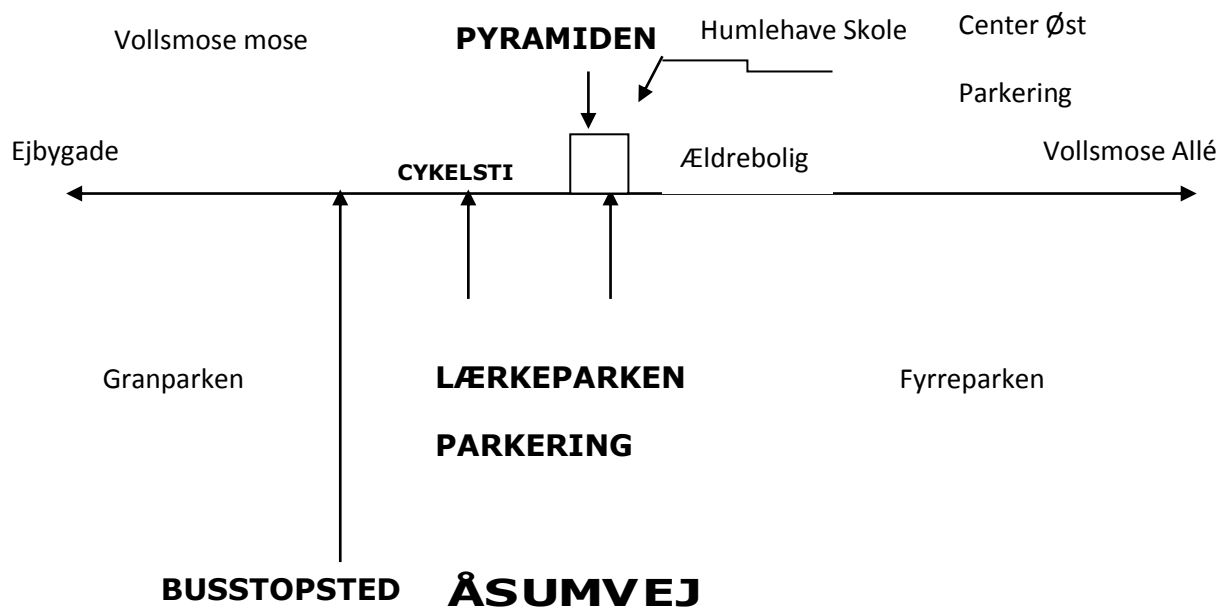 Vollsmose mose
PYRAMIDEN
Humlehave Skole
Center Øst
Parkering
Ejbygade
CYKELSTI
Ældrebolig
Vollsmose Allé
Granparken
LÆRKEPARKEN
PARKERING
Fyrreparken
BUSSTOPSTED
ÅSUMVEJ